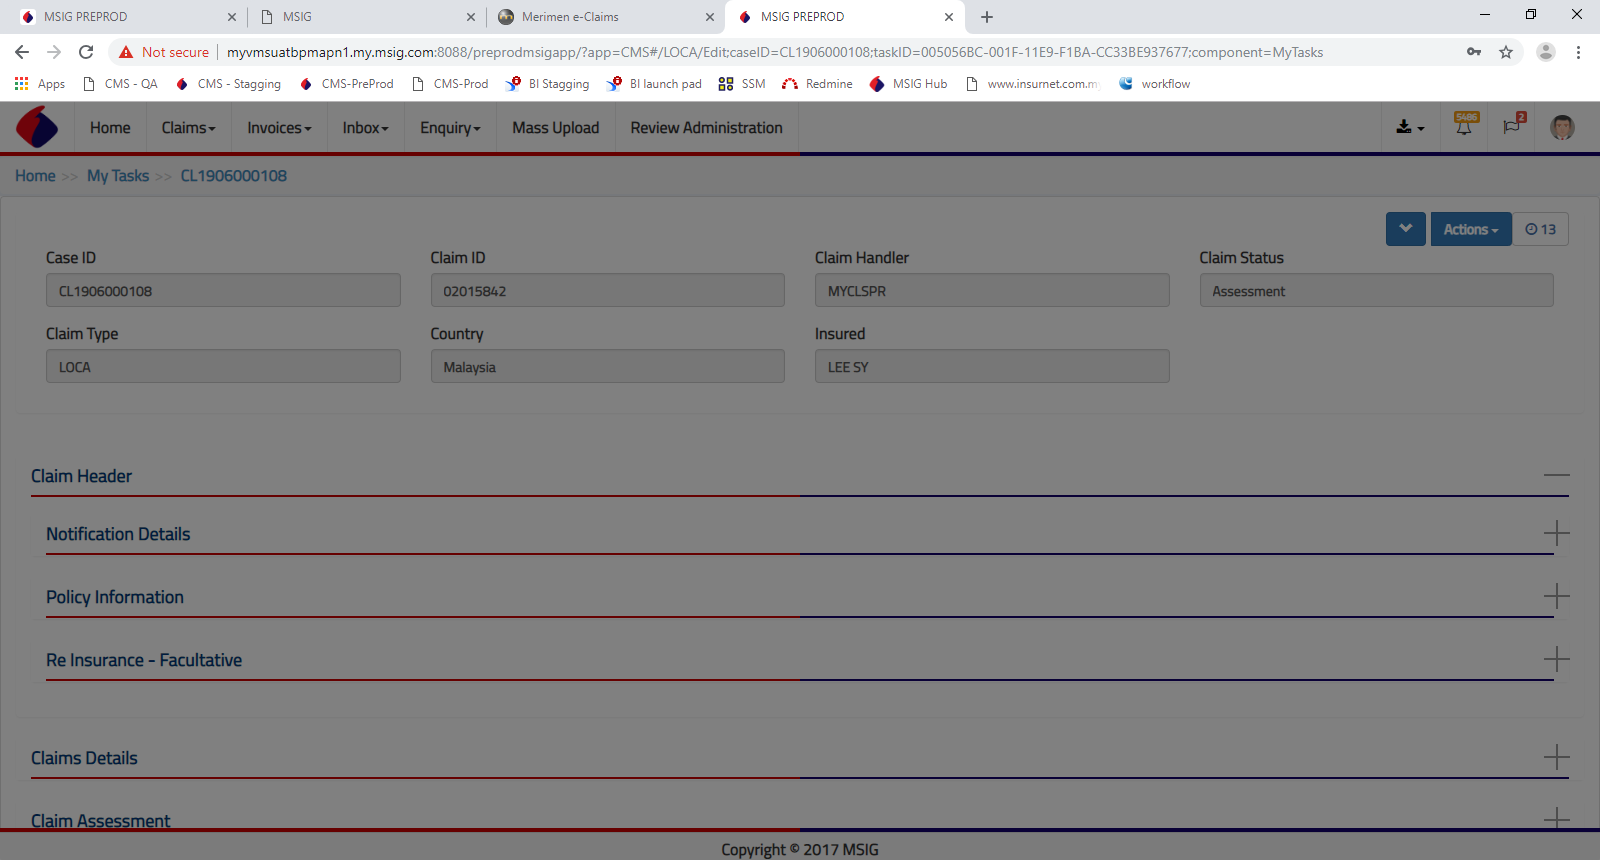 MSIG PREPROD
MSIG
Merimen e-Claims
MSIG PREPROD
Not secure
myvmsuatbpmapn1.my.msig.com:8088/preprodmsigapp/?app=CMS#/LOCA/Edit;caseID=CL1906000108;taskID=005056BC-001F-11E9-F1BA-CC33BE937677;component=MyTasks
Apps CMS - QA CMS - Stagging CMS-PreProd CMS-Prod BI Stagging BI launch pad SSM Redmine MSIG Hub www.insurnet.com.m workflow
Home Claims Invoices Inbox Enquiry Mass Upload Review Administration 5486 2
Home >> My Tasks >> CL1906000108
Actions 13
Case ID Claim ID Claim Handler Claim Status
CL1906000108 02015842 MYCLSPR Assessment
Claim Type Country Insured
LOCA Malaysia LEE SY
Claim Header
Notification Details
Policy Information
Re Insurance - Facultative
Claims Details
Claim Assessment
Copyright © 2017 MSIG